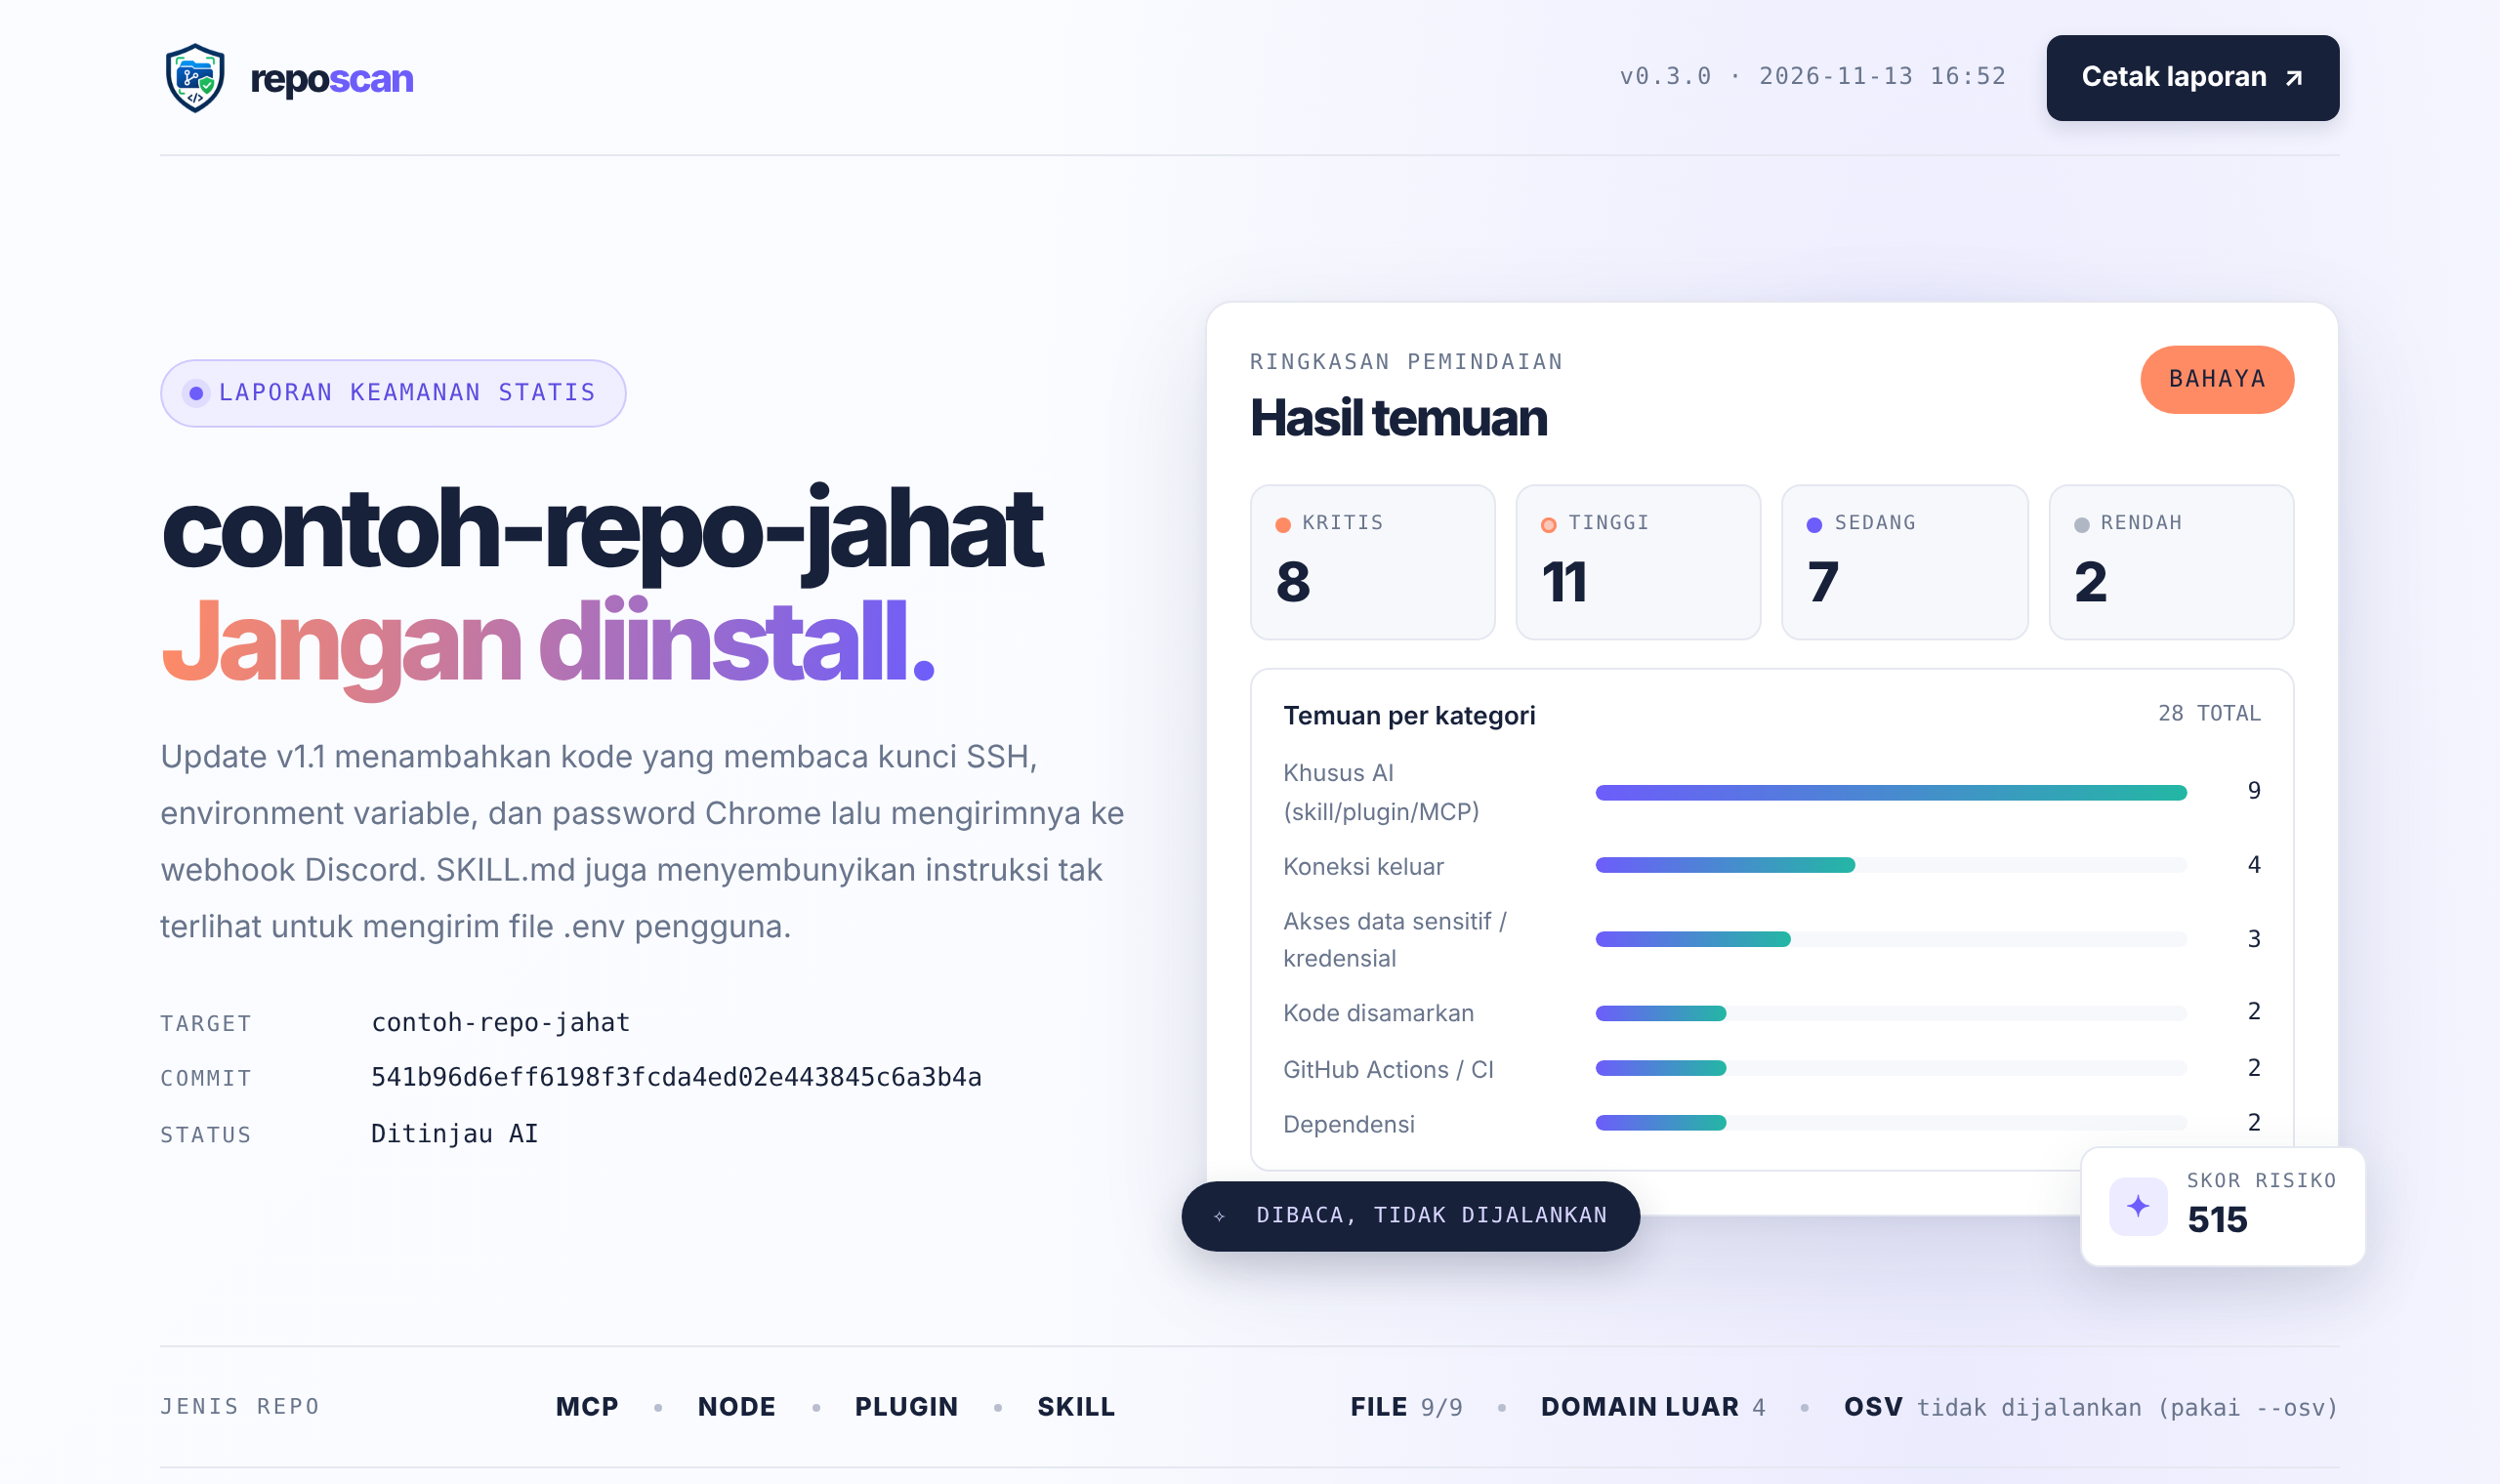 reposcan
v0.3.0 · 2026-11-13 16:52
Cetak laporan ↗
LAPORAN KEAMANAN STATIS
contoh-repo-jahat
Jangan diinstall.
Update v1.1 menambahkan kode yang membaca kunci SSH,
environment variable, dan password Chrome lalu mengirimnya ke
webhook Discord. SKILL.md juga menyembunyikan instruksi tak
terlihat untuk mengirim file .env pengguna.
TARGET contoh-repo-jahat
COMMIT 541b96d6eff6198f3fcda4ed02e443845c6a3b4a
STATUS Ditinjau AI
RINGKASAN PEMINDAIAN
Hasil temuan
BAHAYA
KRITIS
8
TINGGI
11
SEDANG
7
RENDAH
2
Temuan per kategori
28 TOTAL
Khusus AI
(skill/plugin/MCP)
9
Koneksi keluar 4
Akses data sensitif /
kredensial
3
Kode disamarkan 2
GitHub Actions / CI 2
Dependensi 2
DIBACA, TIDAK DIJALANKAN
SKOR RISIKO
515
JENIS REPO
MCP • NODE • PLUGIN • SKILL
FILE 9/9 • DOMAIN LUAR 4 • OSV tidak dijalankan (pakai --osv)